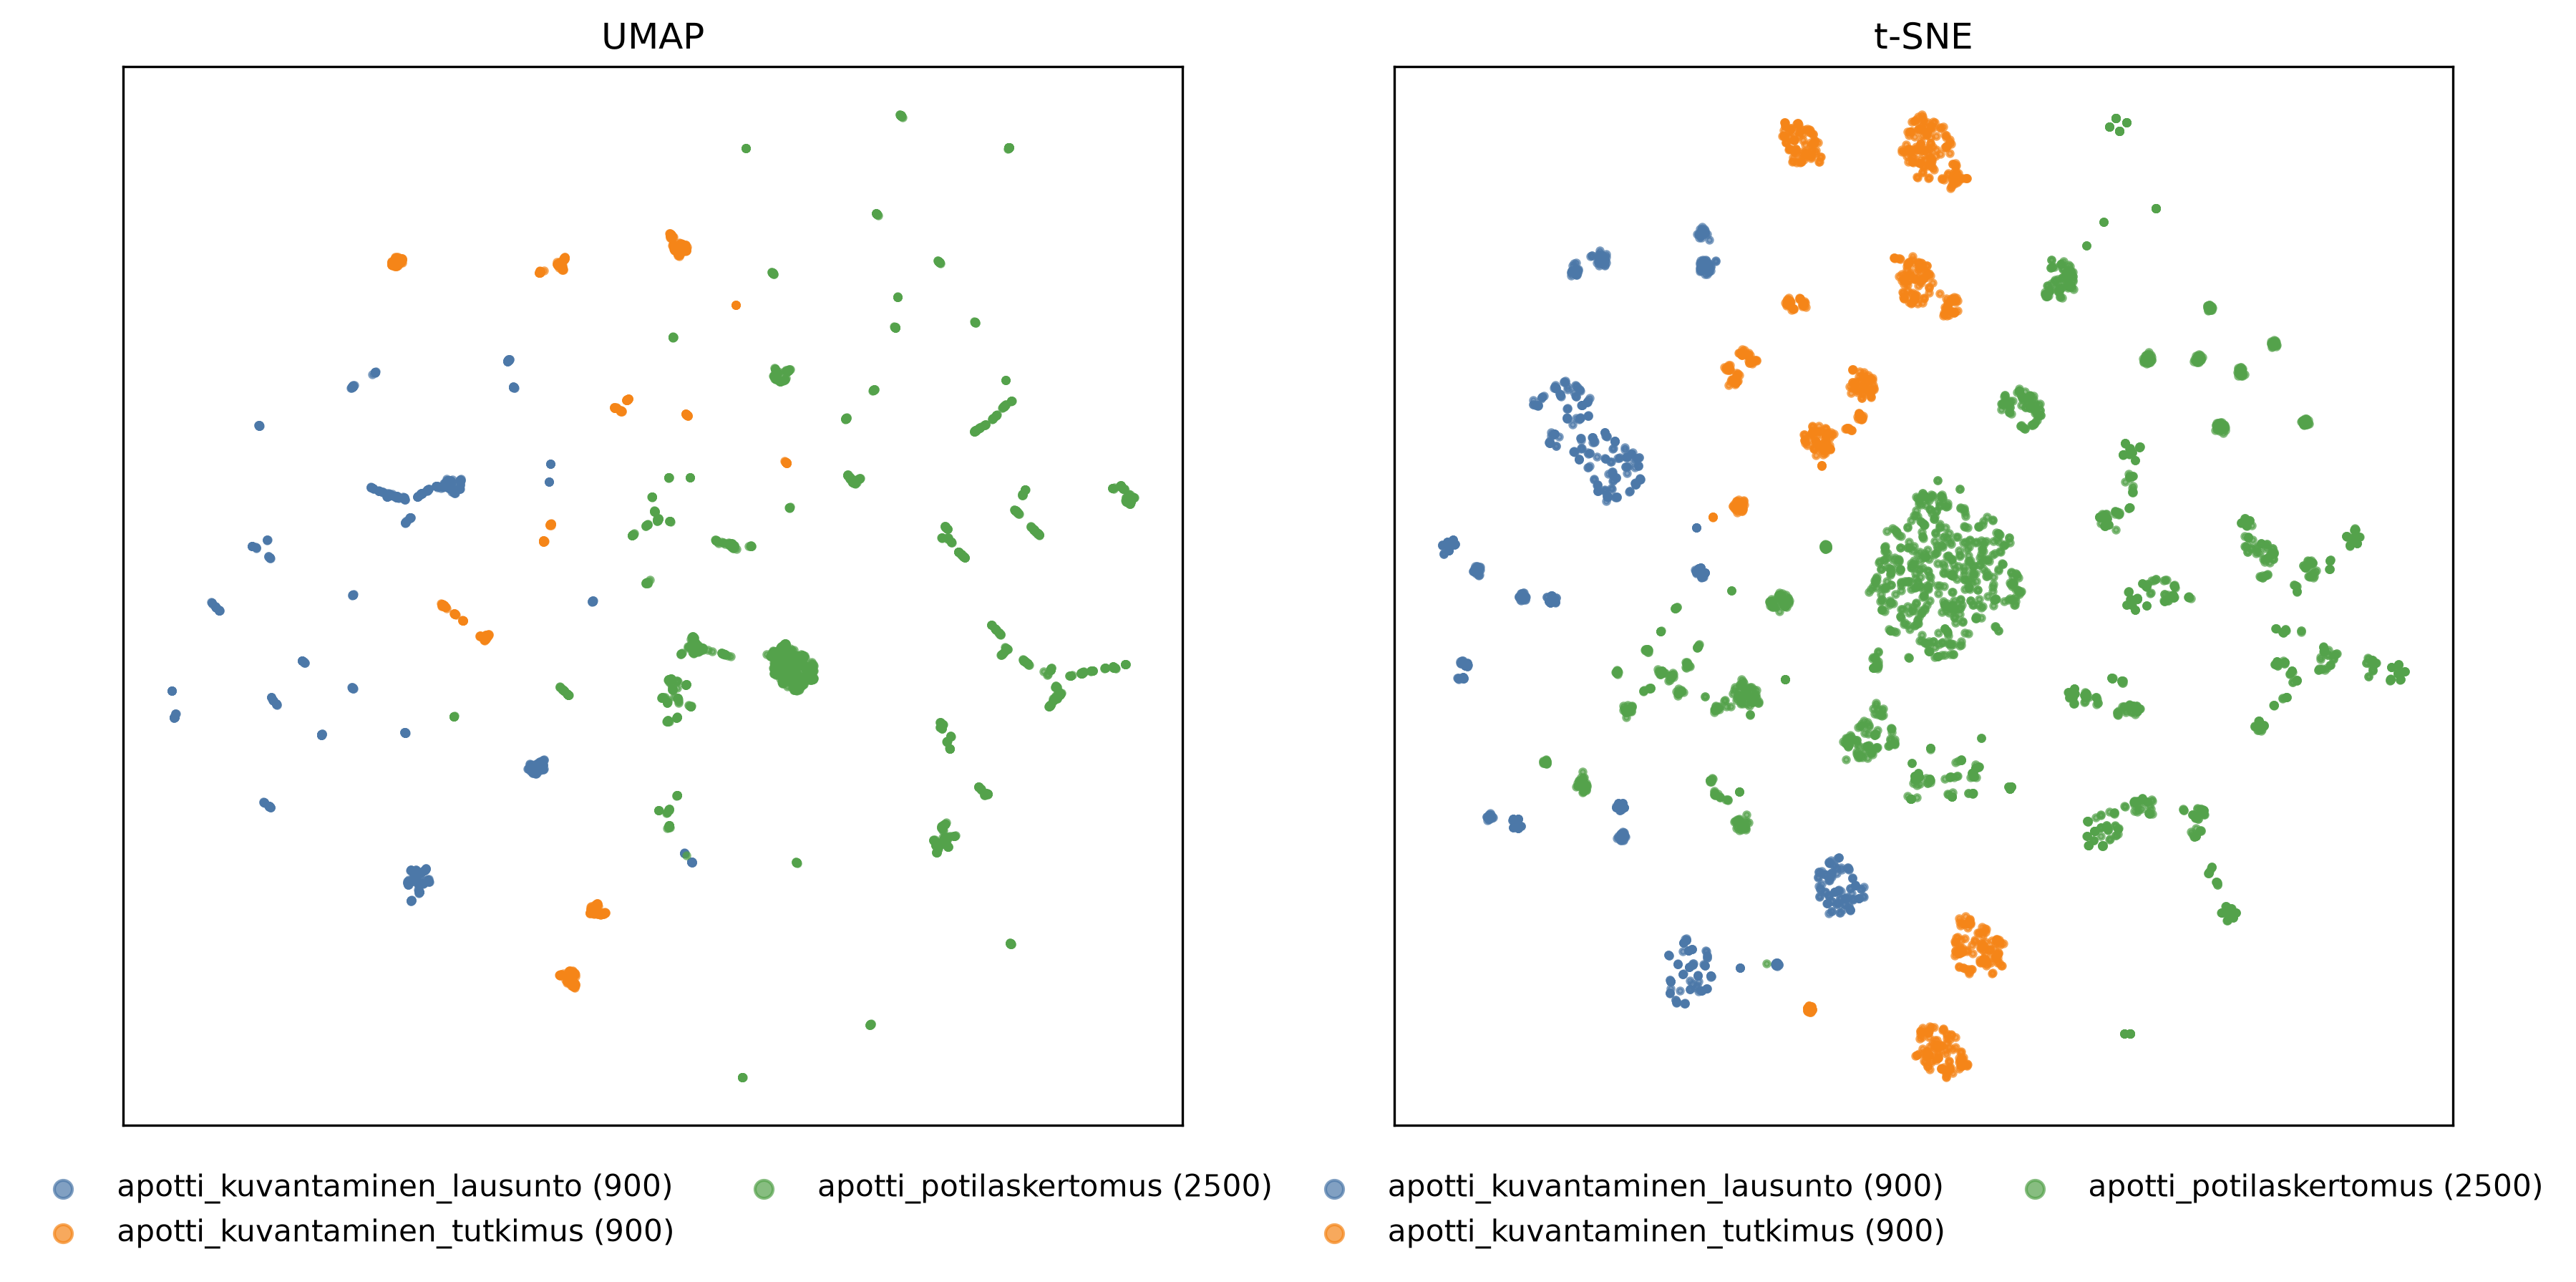 UMAP
t-SNE
apotti_kuvantaminen_lausunto (900)
apotti_kuvantaminen_tutkimus (900)
apotti_potilaskertomus (2500)
apotti_kuvantaminen_lausunto (900)
apotti_kuvantaminen_tutkimus (900)
apotti_potilaskertomus (2500)